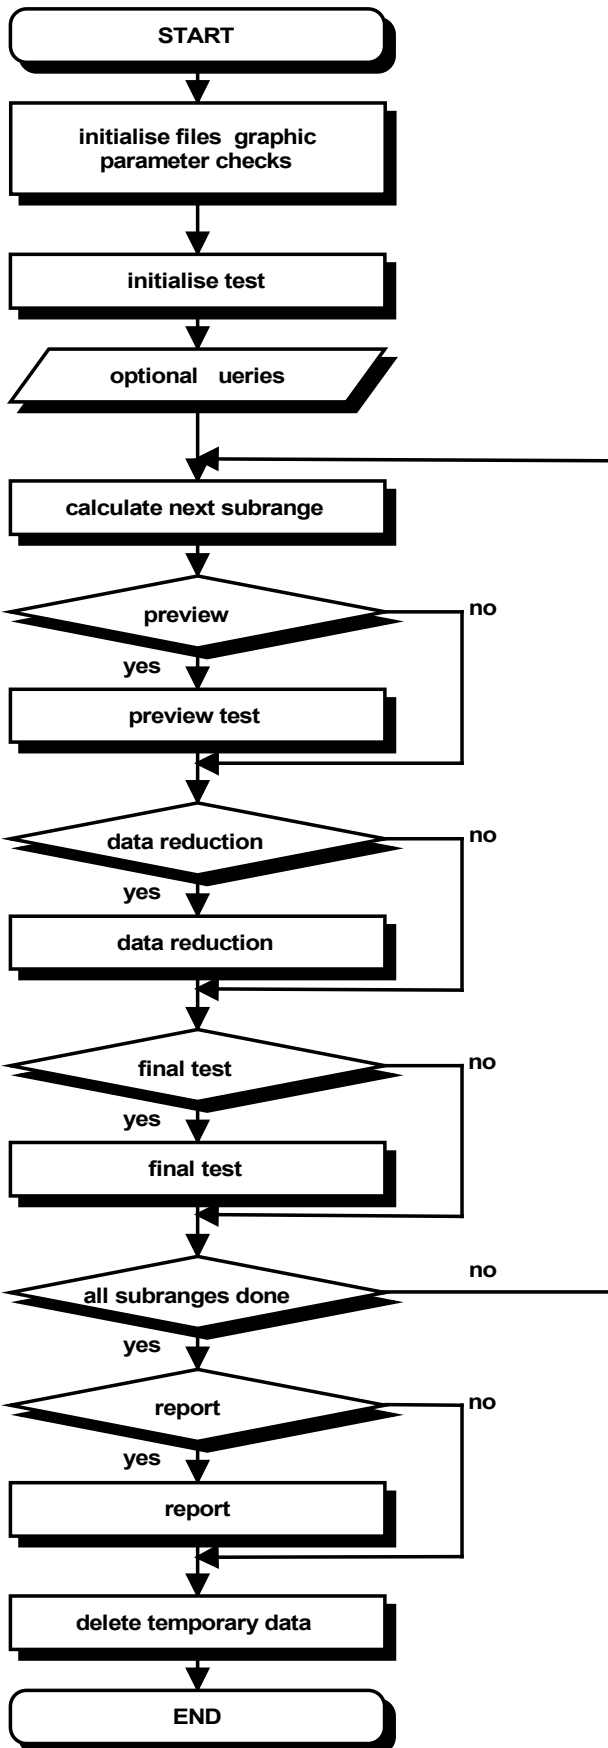 START
initialise files graphic
parameter checks
initialise test
optional ueries
calculate next subrange
preview
no
yes
preview test
data reduction
no
yes
data reduction
final test
no
yes
final test
no
all subranges done
yes
report
no
yes
report
delete temporary data
END